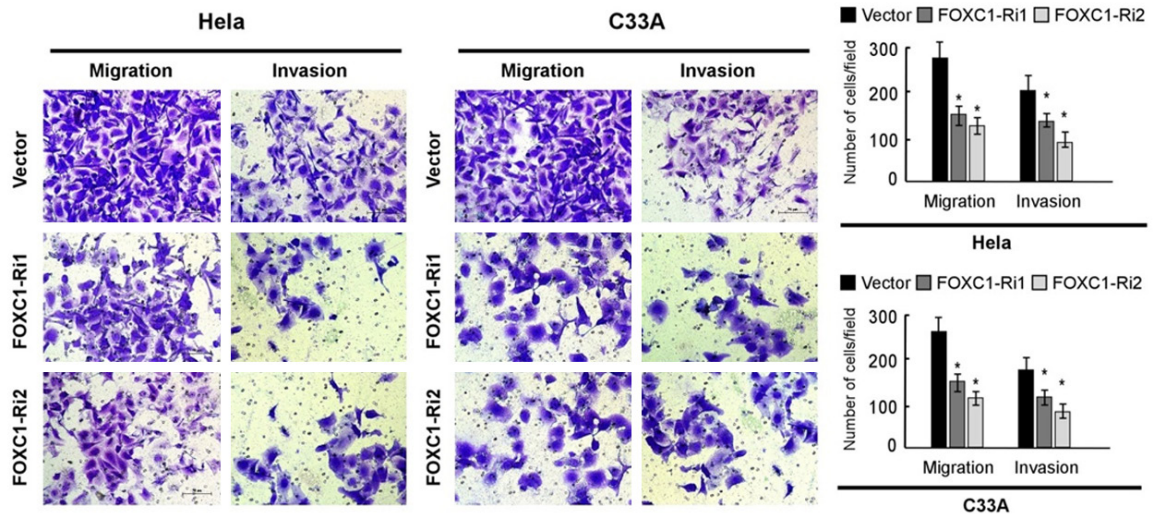 Hela
C33A
Migration
Invasion
Migration
Invasion
Vector
FOXC1-Ri1
FOXC1-Ri2
Vector
FOXC1-Ri1
FOXC1-Ri2
Vector FOXC1-Ri1 FOXC1-Ri2
Number of cells/field
300
200
100
0
* * * *
Migration Invasion
Hela
Vector FOXC1-Ri1 FOXC1-Ri2
Number of cells/field
300
200
100
0
* * * *
Migration Invasion
C33A